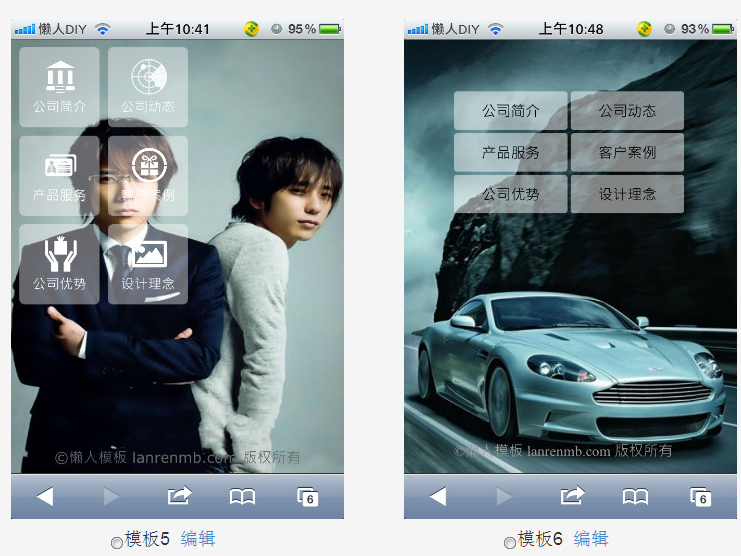 懒人DIY 上午10:41 95%
公司简介 公司动态
产品服务 客户案例
公司优势 设计理念
©懒人模板 lanrenmb.com 版权所有
6
模板5 编辑
懒人DIY 上午10:48 93%
公司简介 公司动态
产品服务 客户案例
公司优势 设计理念
©懒人模板 lanrenmb.com 版权所有
6
模板6 编辑